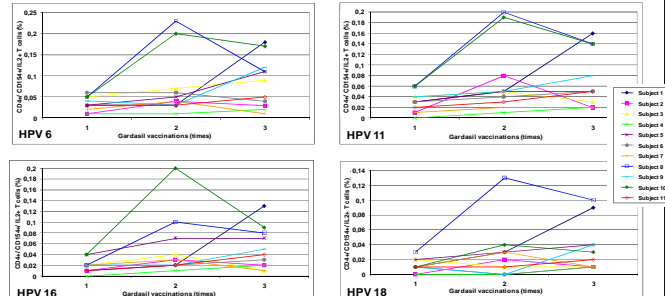 CD4+/ CD154+/IL2+ T cells (%)
0,25
0,2
0,15
0,1
0,05
0
1 2 3
Gardasil vaccinations (times)
HPV 6
CD4+/ CD154+/IL2+ T cells (%)
0,2
0,18
0,16
0,14
0,12
0,1
0,08
0,06
0,04
0,02
0
1 2 3
Gardasil vaccinations (times)
HPV 11
Subject 1
Subject 2
Subject 3
Subject 4
Subject 5
Subject 6
Subject 7
Subject 8
Subject 9
Subject 10
Subject 11
CD4+/ CD154+/ IL2+ T cells (%)
0,2
0,18
0,16
0,14
0,12
0,1
0,08
0,06
0,04
0,02
0
1 2 3
Gardasil vaccinations (times)
HPV 16
CD4+/ CD154+/IL2+ T cells (%)
0,14
0,12
0,1
0,08
0,06
0,04
0,02
0
1 2 3
Gardasil vaccinations (times)
HPV 18